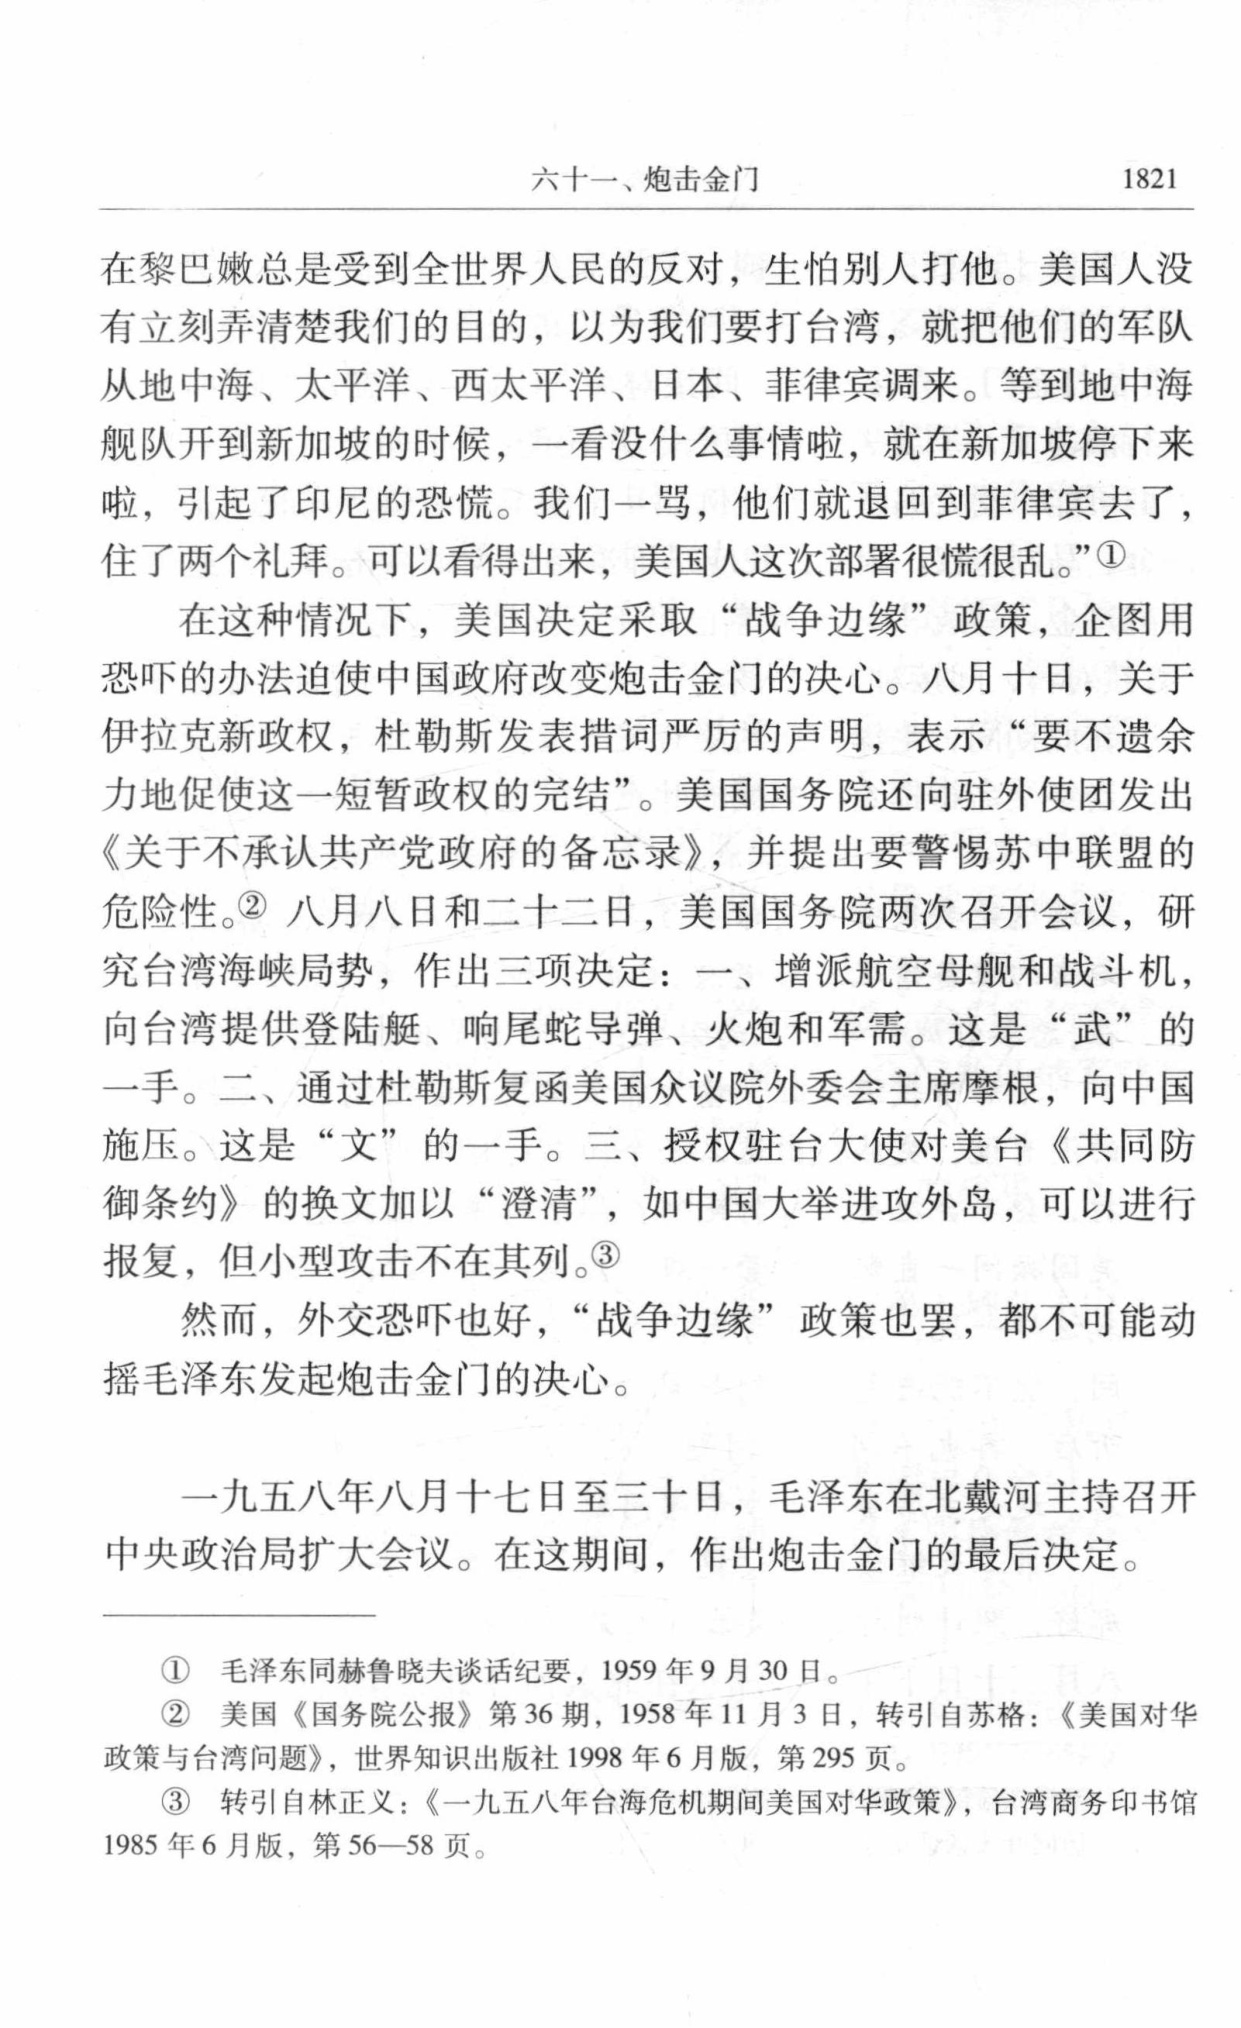 六十一、炮击金门 1821
在黎巴嫩总是受到全世界人民的反对，生怕别人打他。美国人没
有立刻弄清楚我们的目的，以为我们要打台湾，就把他们的军队
从地中海、太平洋、西太平洋、日本、菲律宾调来。等到地中海
舰队开到新加坡的时候，一看没什么事情啦，就在新加坡停下来
啦，引起了印尼的恐慌。我们一骂，他们就退回到菲律宾去了，
住了两个礼拜。可以看得出来，美国人这次部署很慌很乱。”①
在这种情况下，美国决定采取“战争边缘”政策，企图用
恐吓的办法迫使中国政府改变炮击金门的决心。八月十日，关于
伊拉克新政权，杜勒斯发表措词严厉的声明，表示“要不遗余
力地促使这一短暂政权的完结”。美国国务院还向驻外使团发出
《关于不承认共产党政府的备忘录》，并提出要警惕苏中联盟的
危险性。② 八月八日和二十二日，美国国务院两次召开会议，研
究台湾海峡局势，作出三项决定：一、增派航空母舰和战斗机，
向台湾提供登陆艇、响尾蛇导弹、火炮和军需。这是“武”的
一手。二、通过杜勒斯复函美国众议院外委会主席摩根，向中国
施压。这是“文”的一手。三、授权驻台大使对美台《共同防
御条约》的换文加以“澄清”，如中国大举进攻外岛，可以进行
报复，但小型攻击不在其列。③
然而，外交恐吓也好，“战争边缘”政策也罢，都不可能动
摇毛泽东发起炮击金门的决心。
一九五八年八月十七日至三十日，毛泽东在北戴河主持召开
中央政治局扩大会议。在这期间，作出炮击金门的最后决定。
① 毛泽东同赫鲁晓夫谈话纪要，1959 年 9 月 30 日。
② 美国《国务院公报》第 36 期，1958 年 11 月 3 日，转引自苏格：《美国对华
政策与台湾问题》，世界知识出版社 1998 年 6 月版，第 295 页。
③ 转引自林正义：《一九五八年台海危机期间美国对华政策》，台湾商务印书馆
1985 年 6 月版，第 56—58 页。